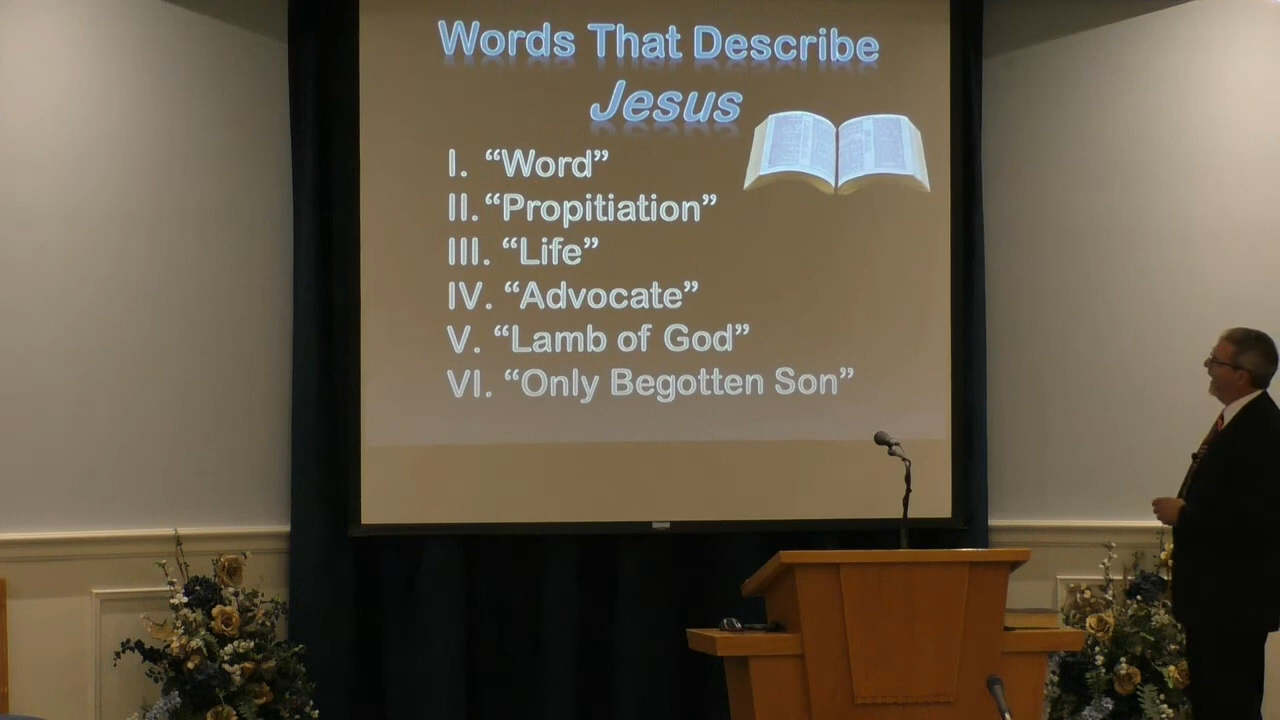 Words That Describe
Jesus
I. “Word”
II. “Propitiation”
III. “Life”
IV. “Advocate”
V. “Lamb of God”
VI. “Only Begotten Son”